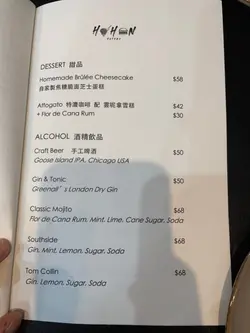 HOHON
EATERY
DESSERT 甜品
Homemade Brûlée Cheesecake $58
自家製焦糖脆面芝士蛋糕
Affogato 特濃咖啡 配 雲呢拿雪糕 $42
+ Flor de Cana Rum $30
ALCOHOL 酒精飲品
Craft Beer 手工啤酒 $50
Goose Island IPA, Chicago USA
Gin & Tonic $50
Greenall's London Dry Gin
Classic Mojito $68
Flor de Cana Rum, Mint, Lime, Cane Sugar, Soda
Southside $68
Gin, Mint, Lemon, Sugar, Soda
Tom Collin $68
Gin, Lemon, Sugar, Soda